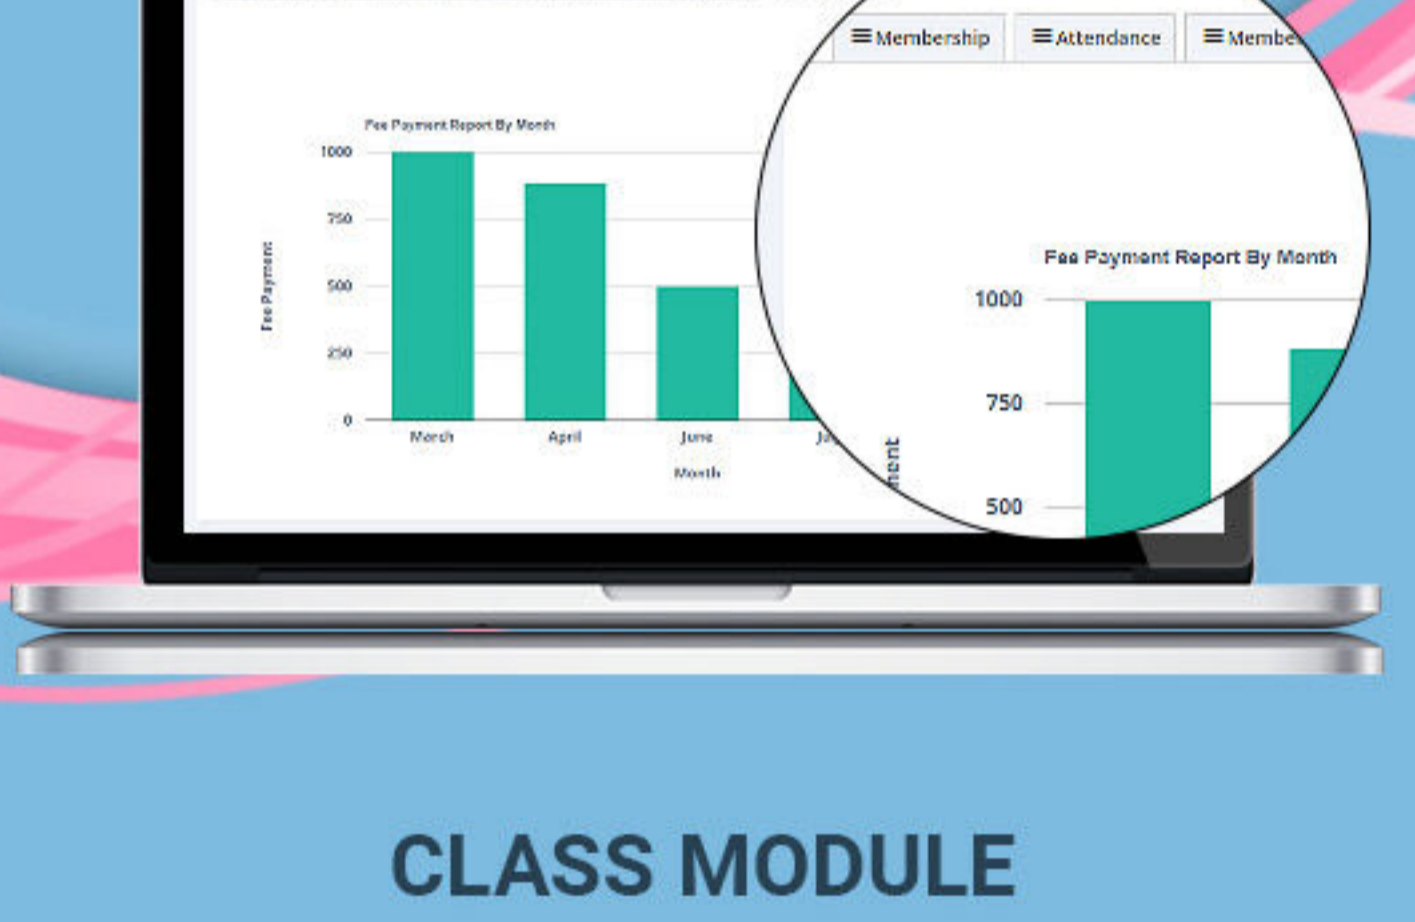 Membership
Attendance
Fee Payment Report By Month
1000
750
500
250
0
Fee Payment
March
April
June
Month
Fee Payment Report By Month
1000
750
500
CLASS MODULE